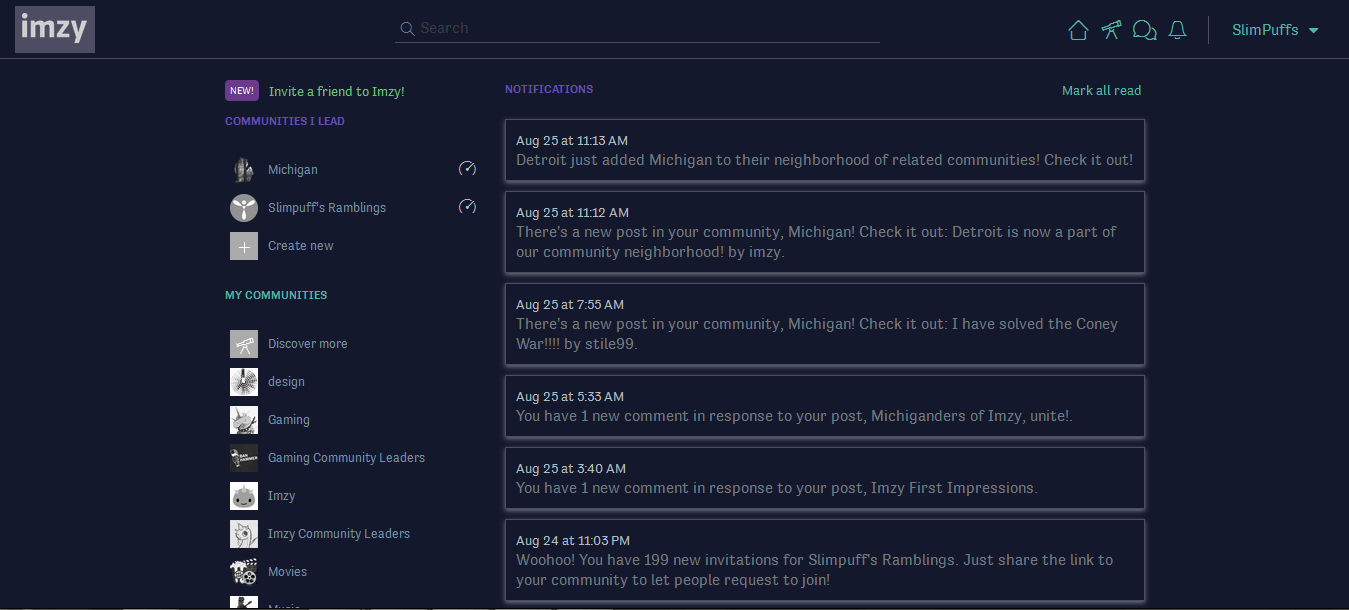 imzy
Search
SlimPuffs
NEW!
Invite a friend to Imzy!
COMMUNITIES I LEAD
Michigan
Slimpuff's Ramblings
Create new
MY COMMUNITIES
Discover more
design
Gaming
Gaming Community Leaders
Imzy
Imzy Community Leaders
Movies
Music
NOTIFICATIONS
Mark all read
Aug 25 at 11:13 AM
Detroit just added Michigan to their neighborhood of related communities! Check it out!
Aug 25 at 11:12 AM
There's a new post in your community, Michigan! Check it out: Detroit is now a part of
our community neighborhood! by imzy.
Aug 25 at 7:55 AM
There's a new post in your community, Michigan! Check it out: I have solved the Coney
War!!!! by stile99.
Aug 25 at 5:33 AM
You have 1 new comment in response to your post, Michiganders of Imzy, unite!.
Aug 25 at 3:40 AM
You have 1 new comment in response to your post, Imzy First Impressions.
Aug 24 at 11:03 PM
Woohoo! You have 199 new invitations for Slimpuff's Ramblings. Just share the link to
your community to let people request to join!